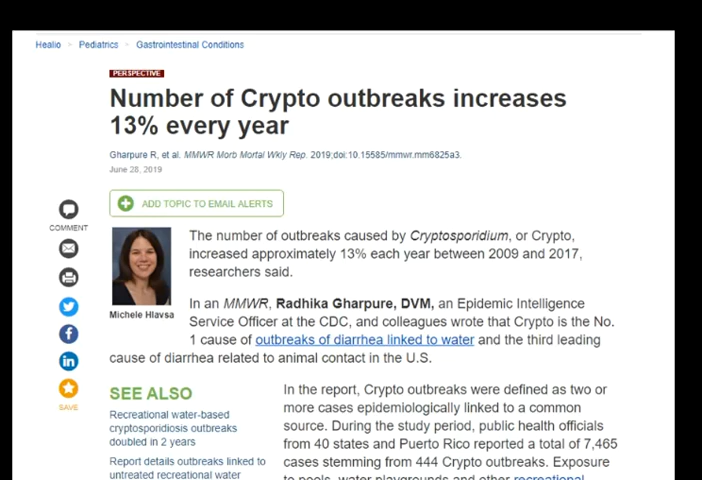 Healio
Pediatrics
Gastrointestinal Conditions
PERSPECTIVE
Number of Crypto outbreaks increases
13% every year
Gharpure R, et al. MMWR Morb Mortal Wkly Rep. 2019;doi:10.15585/mmwr.mm6825a3.
June 28, 2019
ADD TOPIC TO EMAIL ALERTS
COMMENT
SAVE
Michele Hlavsa
The number of outbreaks caused by Cryptosporidium, or Crypto,
increased approximately 13% each year between 2009 and 2017,
researchers said.
In an MMWR, Radhika Gharpure, DVM, an Epidemic Intelligence
Service Officer at the CDC, and colleagues wrote that Crypto is the No.
1 cause of outbreaks of diarrhea linked to water and the third leading
cause of diarrhea related to animal contact in the U.S.
SEE ALSO
Recreational water-based
cryptosporidiosis outbreaks
doubled in 2 years
Report details outbreaks linked to
untreated recreational water
In the report, Crypto outbreaks were defined as two or
more cases epidemiologically linked to a common
source. During the study period, public health officials
from 40 states and Puerto Rico reported a total of 7,465
cases stemming from 444 Crypto outbreaks. Exposure
to pools, water playgrounds and other recreational